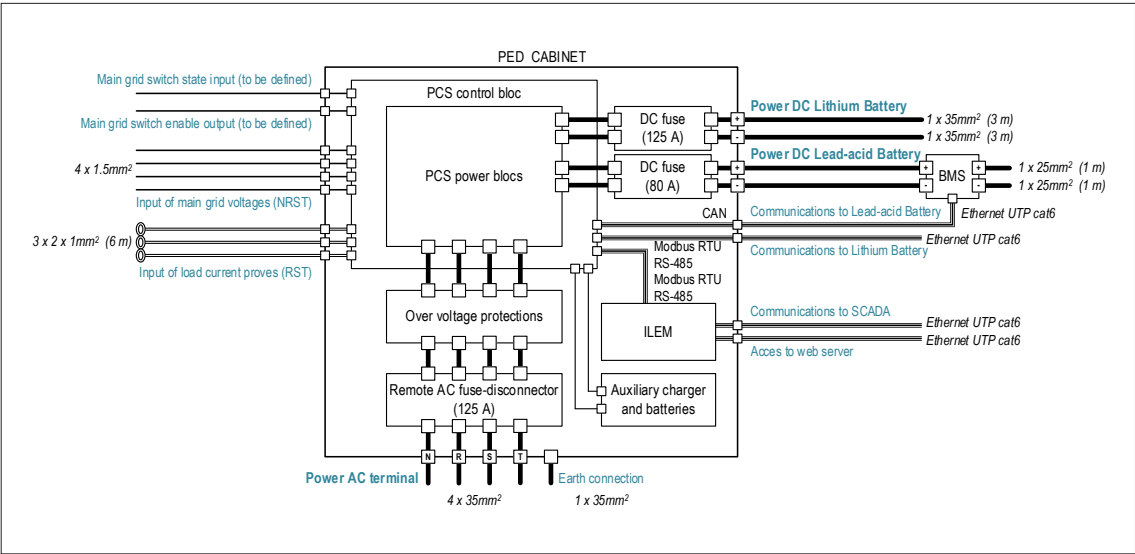 PED CABINET
Main grid switch state input (to be defined)
Main grid switch enable output (to be defined)
4 x 1.5mm²
Input of main grid voltages (NRST)
3 x 2 x 1mm² (6 m)
Input of load current proves (RST)
PCS control bloc
PCS power blocs
DC fuse
(125 A)
DC fuse
(80 A)
+
-
+
-
Power DC Lithium Battery
1 x 35mm² (3 m)
1 x 35mm² (3 m)
Power DC Lead-acid Battery
+
-
BMS
+
-
1 x 25mm² (1 m)
1 x 25mm² (1 m)
CAN
Communications to Lead-acid Battery
Ethernet UTP cat6
Ethernet UTP cat6
Communications to Lithium Battery
Modbus RTU
RS-485
Modbus RTU
RS-485
Over voltage protections
ILEM
Communications to SCADA
Ethernet UTP cat6
Ethernet UTP cat6
Acces to web server
Remote AC fuse-disconnector
(125 A)
Auxiliary charger
and batteries
N
R
S
T
Power AC terminal
Earth connection
4 x 35mm²
1 x 35mm²